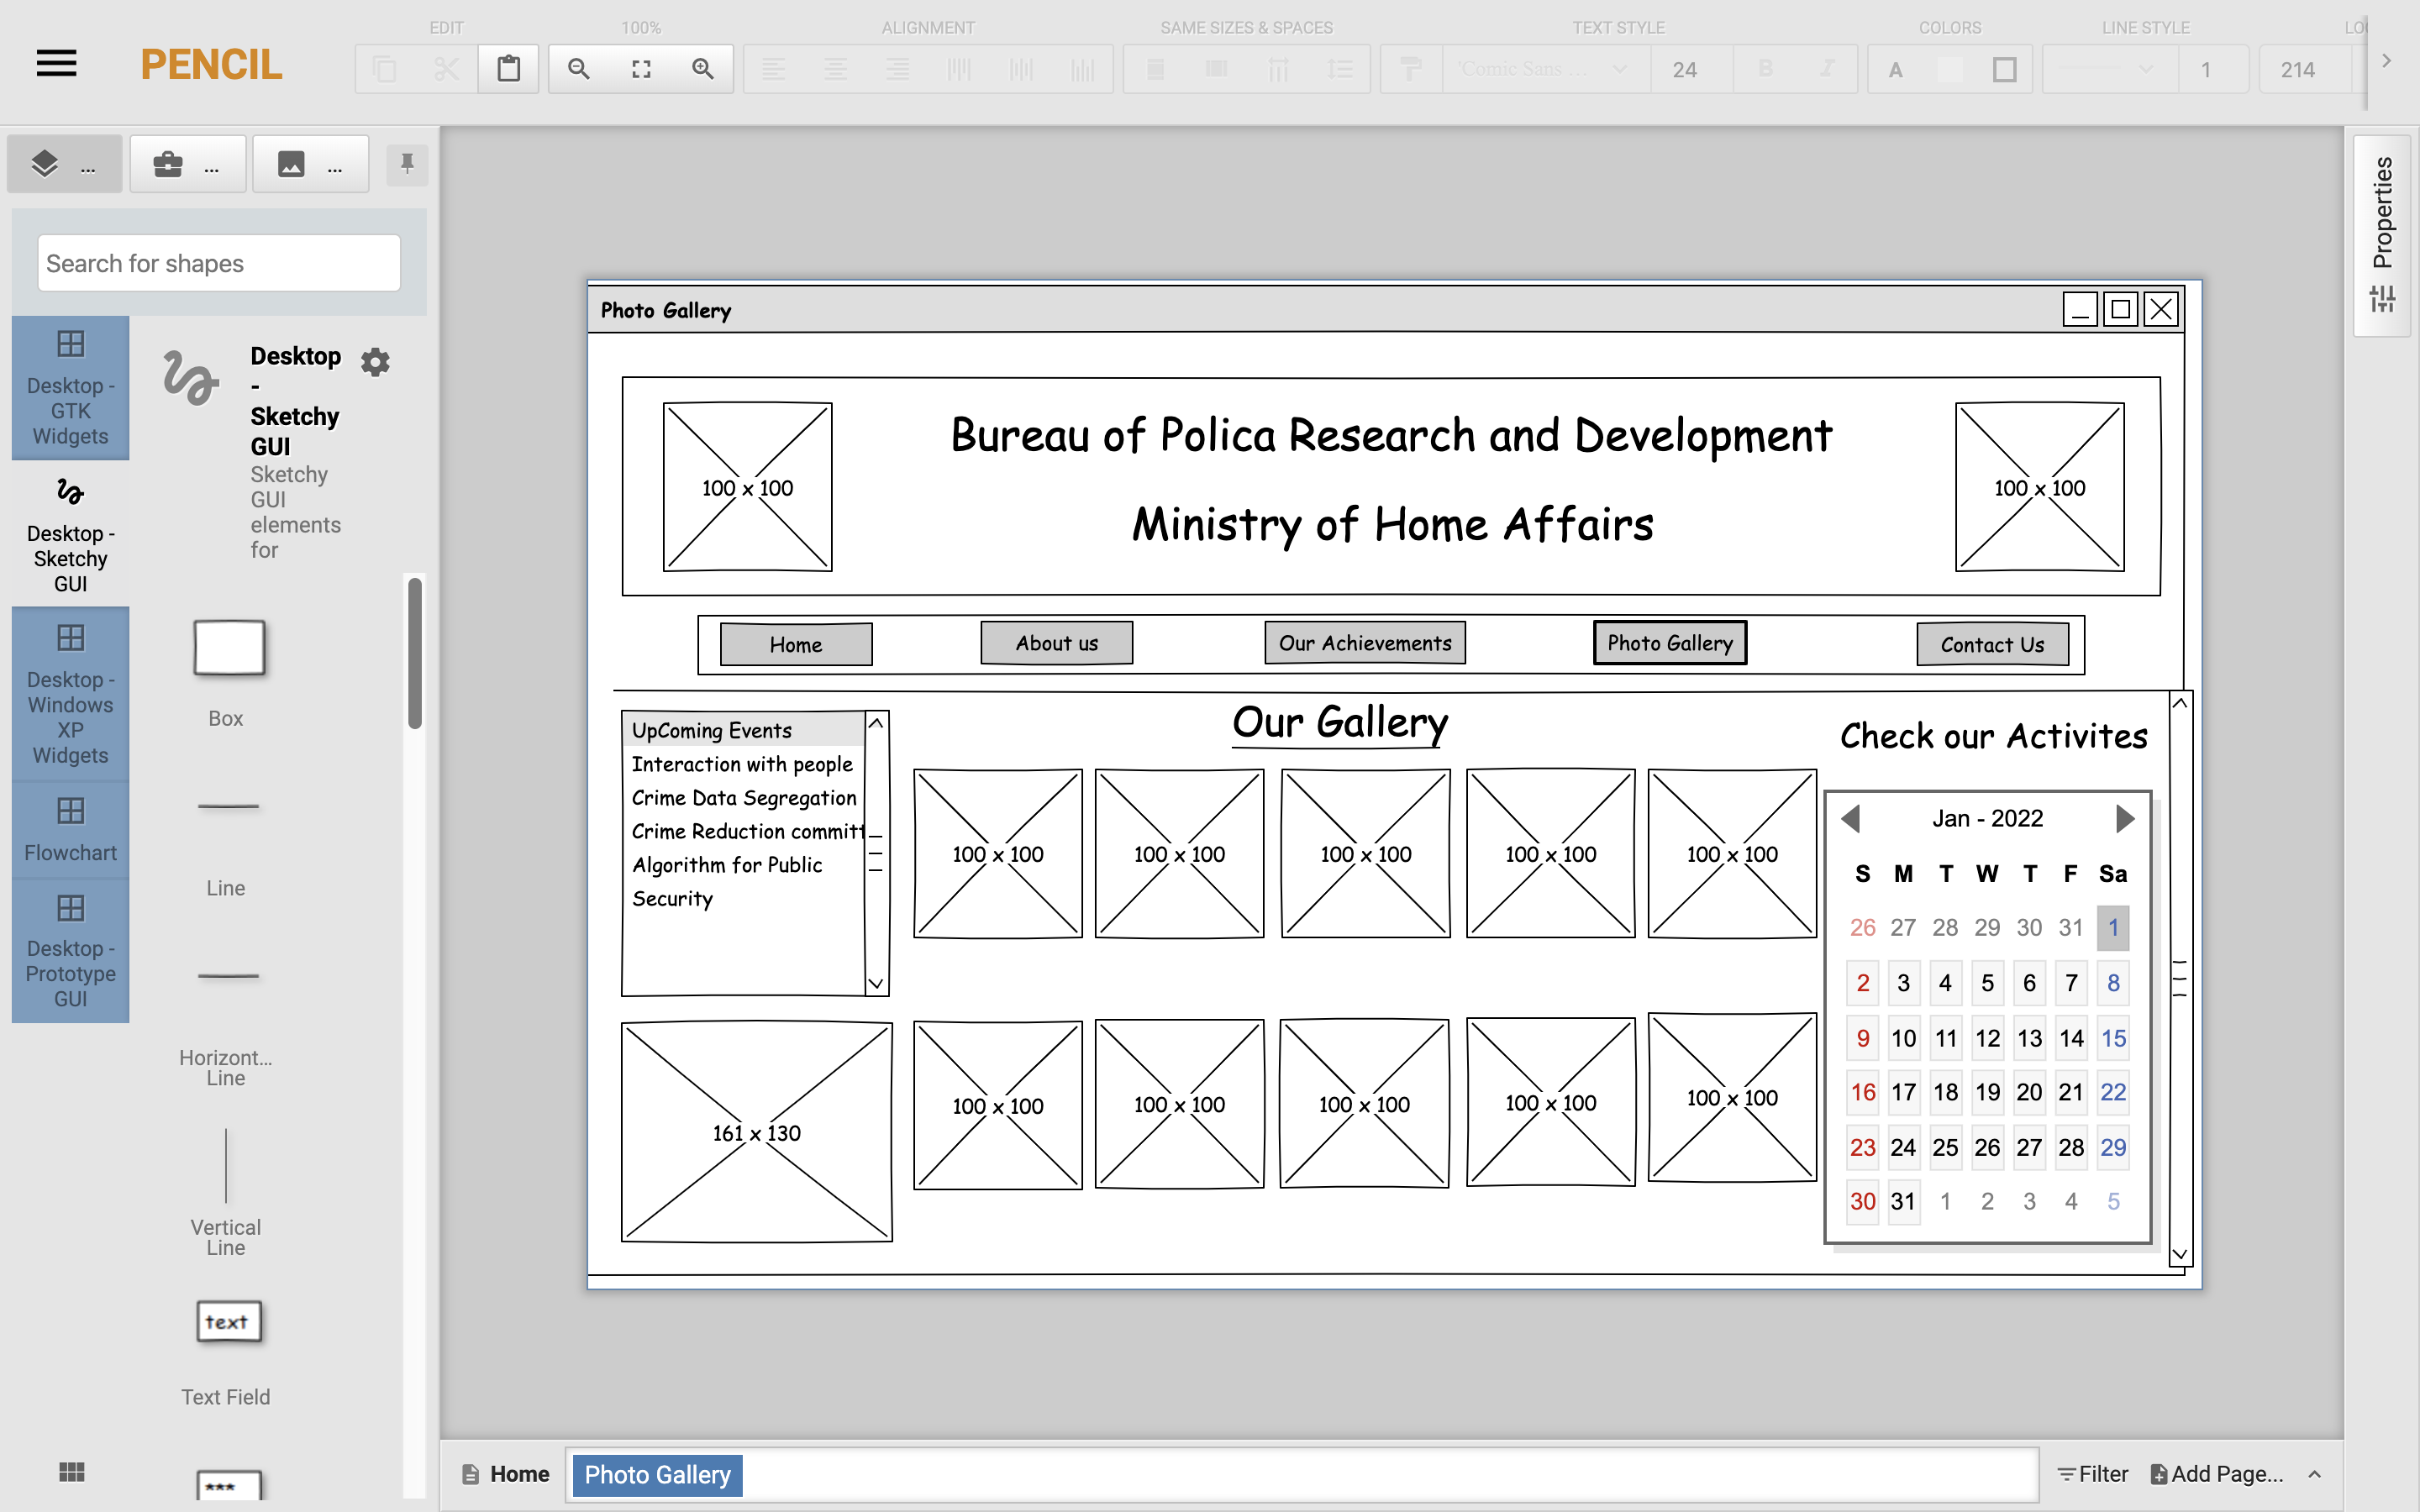 EDIT
100%
ALIGNMENT
SAME SIZES & SPACES
TEXT STYLE
COLORS
LINE STYLE
PENCIL
'Comic Sans ...
24
B
I
A
1
214
...
...
...
Properties
Search for shapes
Desktop -
GTK
Widgets
Desktop -
Sketchy
GUI
Desktop -
Windows
XP
Widgets
Flowchart
Desktop -
Prototype
GUI
Desktop
-
Sketchy
GUI
Sketchy
GUI
elements
for
Box
Line
Horizont...
Line
Vertical
Line
text
Text Field
***
Photo Gallery
100 x 100
Bureau of Polica Research and Development
Ministry of Home Affairs
100 x 100
Home
About us
Our Achievements
Photo Gallery
Contact Us
UpComing Events
Interaction with people
Crime Data Segregation
Crime Reduction committ
Algorithm for Public
Security
Our Gallery
Check our Activites
100 x 100
100 x 100
100 x 100
100 x 100
100 x 100
161 x 130
100 x 100
100 x 100
100 x 100
100 x 100
100 x 100
Jan - 2022
S M T W T F Sa
26 27 28 29 30 31 1
2 3 4 5 6 7 8
9 10 11 12 13 14 15
16 17 18 19 20 21 22
23 24 25 26 27 28 29
30 31 1 2 3 4 5
Home
Photo Gallery
Filter
Add Page...